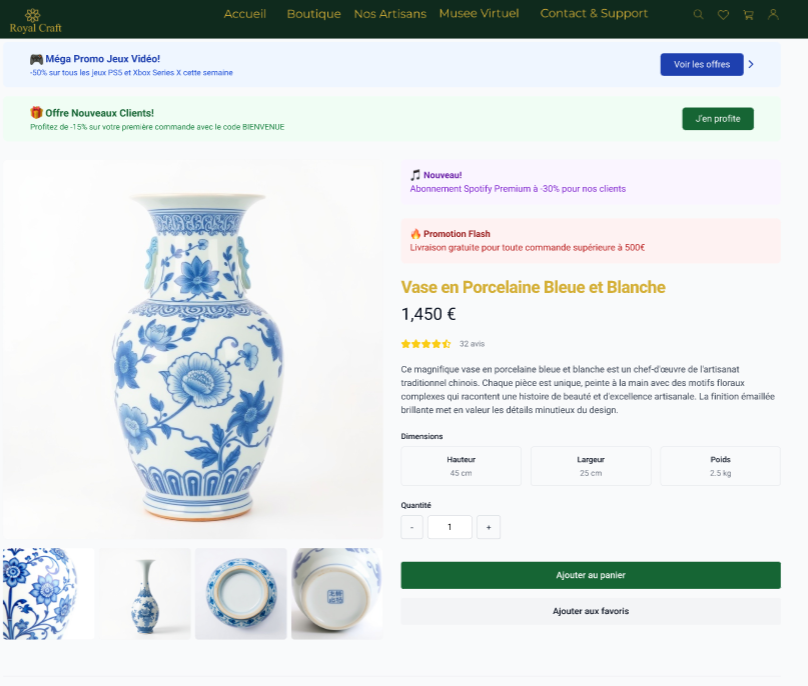 Royal Craft
Accueil Boutique Nos Artisans Musee Virtuel Contact & Support
🎮 Méga Promo Jeux Vidéo!
-50% sur tous les jeux PS5 et Xbox Series X cette semaine
Voir les offres
🎁 Offre Nouveaux Clients!
Profitez de -15% sur votre première commande avec le code BIENVENUE
J'en profite
🎵 Nouveau!
Abonnement Spotify Premium à -30% pour nos clients
🔥 Promotion Flash
Livraison gratuite pour toute commande supérieure à 500€
Vase en Porcelaine Bleue et Blanche
1,450 €
32 avis
Ce magnifique vase en porcelaine bleue et blanche est un chef-d'œuvre de l'artisanat
traditionnel chinois. Chaque pièce est unique, peinte à la main avec des motifs floraux
complexes qui racontent une histoire de beauté et d'excellence artisanale. La finition émaillée
brillante met en valeur les détails minutieux du design.
Dimensions
Hauteur
45 cm
Largeur
25 cm
Poids
2.5 kg
Quantité
- 1 +
Ajouter au panier
Ajouter aux favoris